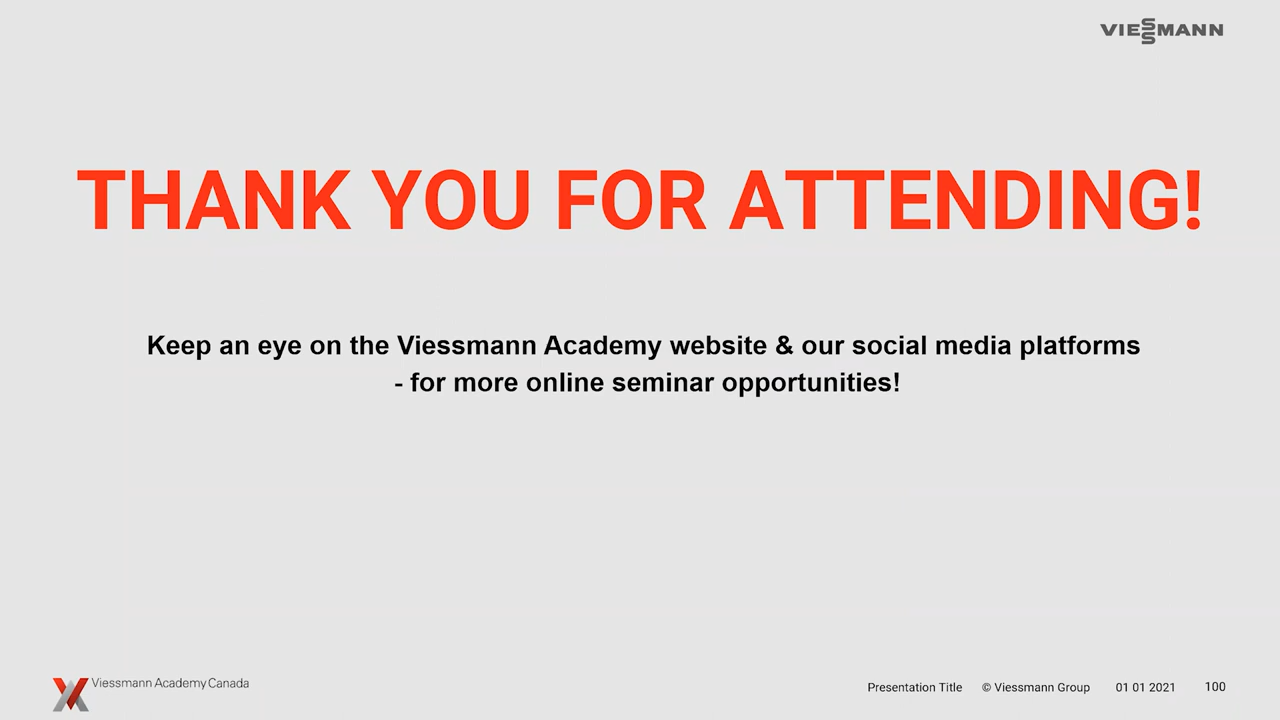 VIESSMANN
THANK YOU FOR ATTENDING!
Keep an eye on the Viessmann Academy website & our social media platforms
- for more online seminar opportunities!
Viessmann Academy Canada
Presentation Title © Viessmann Group 01 01 2021 100